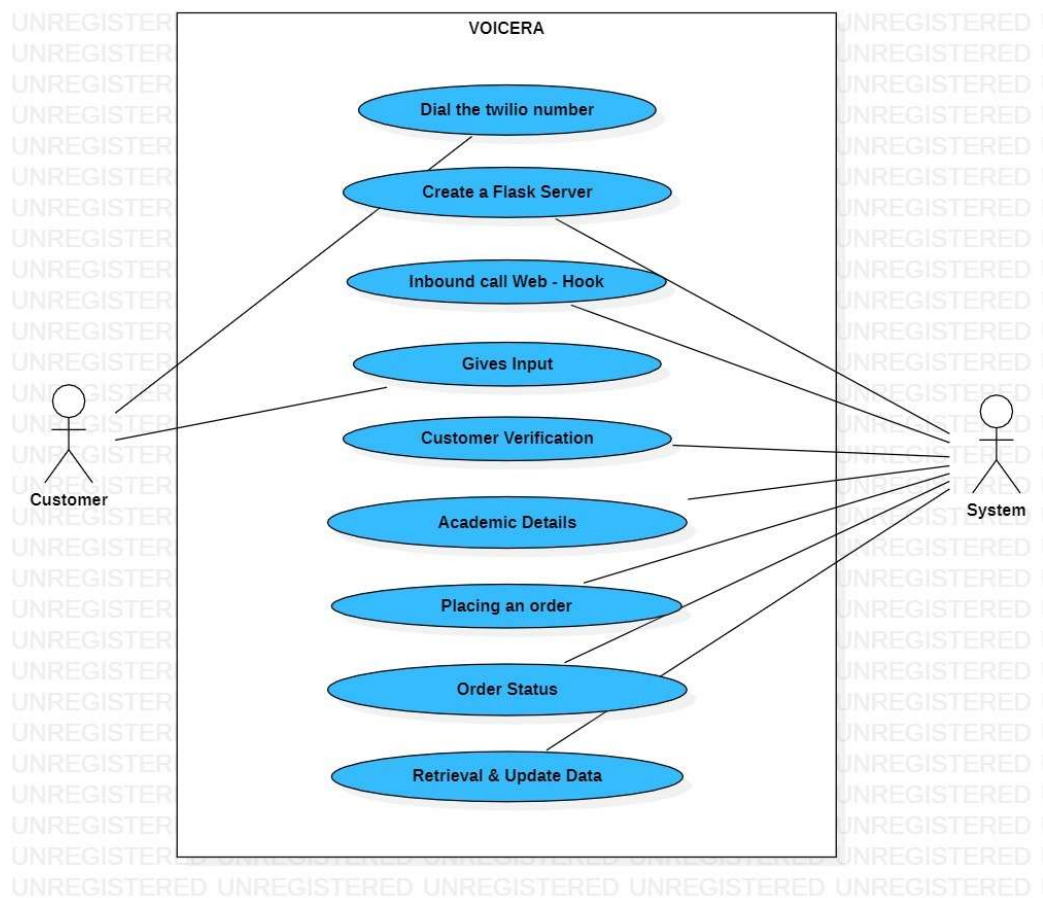 VOICERA
Dial the twilio number
Create a Flask Server
Inbound call Web - Hook
Gives Input
Customer Verification
Academic Details
Placing an order
Order Status
Retrieval & Update Data
Customer
System
UNREGISTERED UNREGISTERED UNREGISTERED UNREGISTERED UNREGISTERED